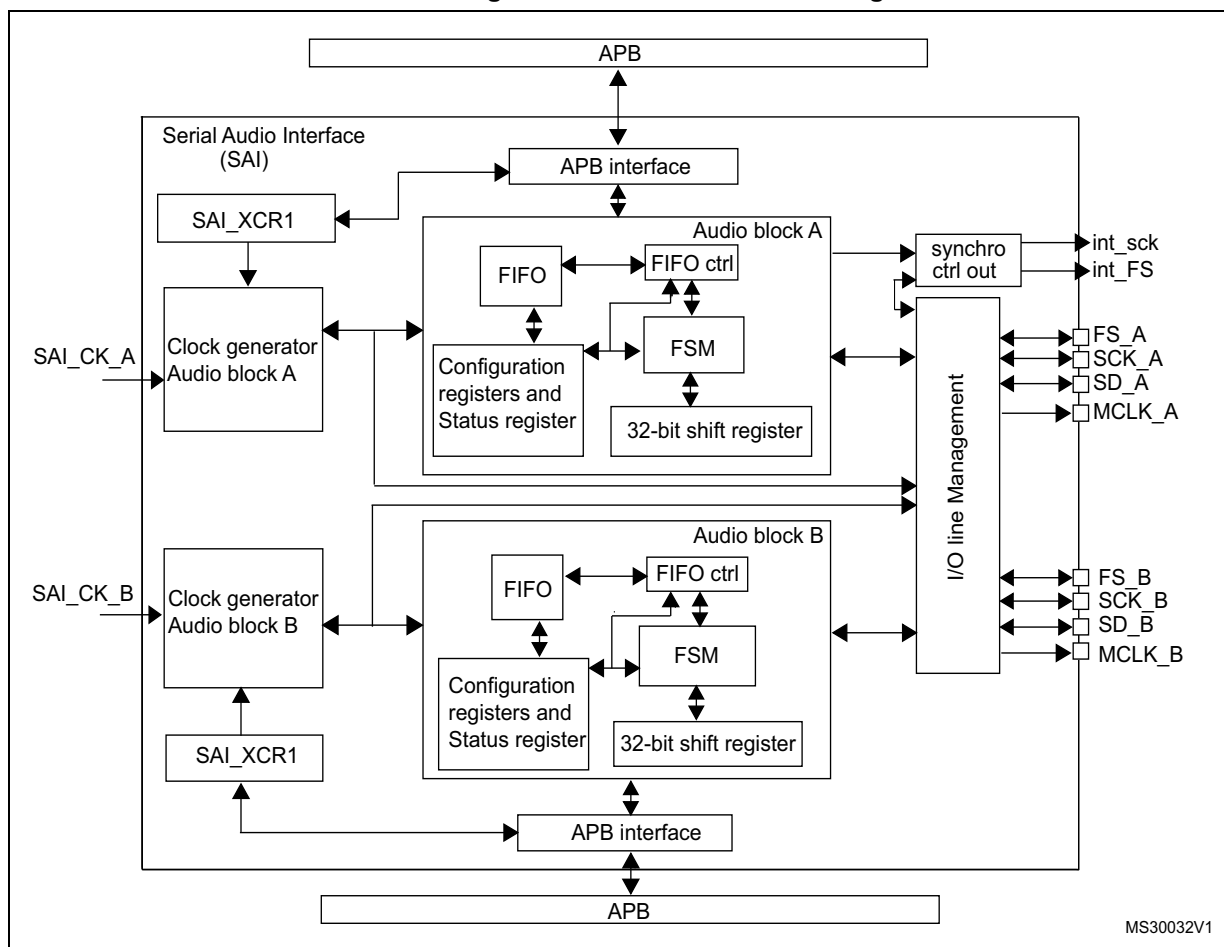 APB
Serial Audio Interface
(SAI)
APB interface
SAI_XCR1
Audio block A
FIFO
FIFO ctrl
synchro
ctrl out
int_sck
int_FS
Clock generator
Audio block A
SAI_CK_A
Configuration
registers and
Status register
FSM
32-bit shift register
I/O line Management
FS_A
SCK_A
SD_A
MCLK_A
Audio block B
FIFO
FIFO ctrl
Clock generator
Audio block B
SAI_CK_B
Configuration
registers and
Status register
FSM
32-bit shift register
FS_B
SCK_B
SD_B
MCLK_B
SAI_XCR1
APB interface
APB
MS30032V1